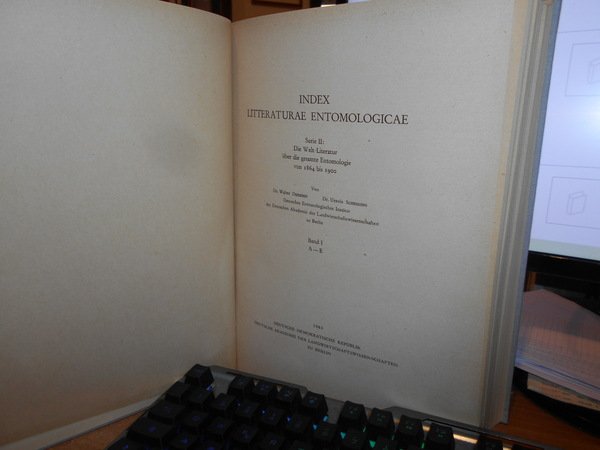 INDEX
LITTERATURAE ENTOMOLOGICAE
Serie II:
Die Welt-Literatur
über die gesamte Entomologie
von 1864 bis 1900
Von
Dr. Walter Derksen Dr. Ursula Scheiding
Deutsches Entomologisches Institut
der Deutschen Akademie der Landwirtschaftswissenschaften
zu Berlin
Band I
A—E
DEUTSCHE DEMOKRATISCHE REPUBLIK
DEUTSCHE AKADEMIE DER LANDWIRTSCHAFTSWISSENSCHAFTEN
ZU BERLIN